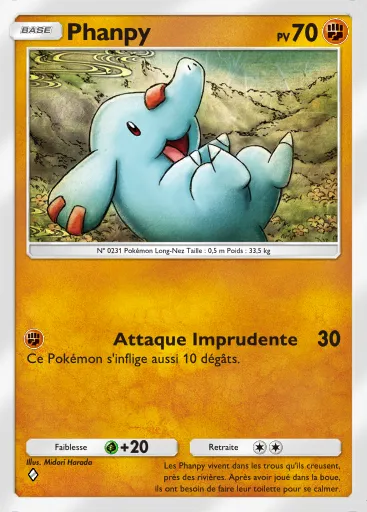 BASE Phanpy PV 70
N° 0231 Pokémon Long-Nez Taille : 0,5 m Poids : 33,5 kg
Attaque Imprudente 30
Ce Pokémon s'inflige aussi 10 dégâts.
Faiblesse +20 Retraite
Illus. Midori Harada
Les Phanpy vivent dans les trous qu'ils creusent,
près des rivières. Après avoir joué dans la boue,
ils ont besoin de faire leur toilette pour se calmer.